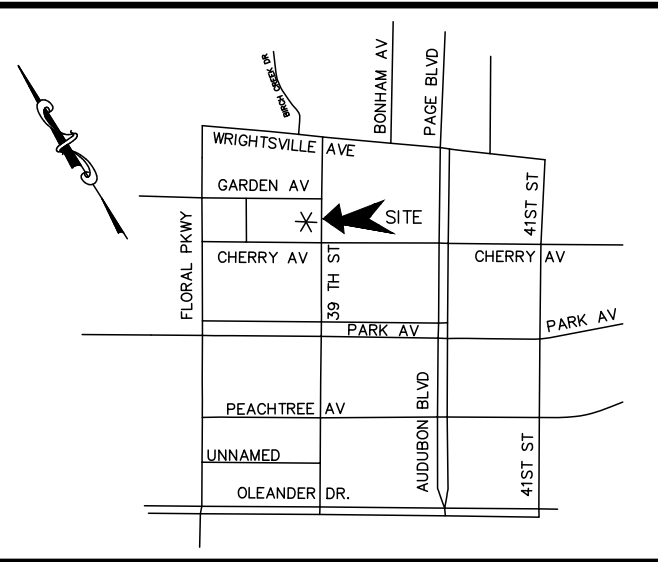 BIRCH CREEK DR
BONHAM AV
PAGE BLVD
WRIGHTSVILLE AVE
GARDEN AV
41ST ST
SITE
FLORAL PKWY
CHERRY AV
39 TH ST
CHERRY AV
PARK AV
PARK AV
PEACHTREE AV
AUDUBON BLVD
UNNAMED
41ST ST
OLEANDER DR.